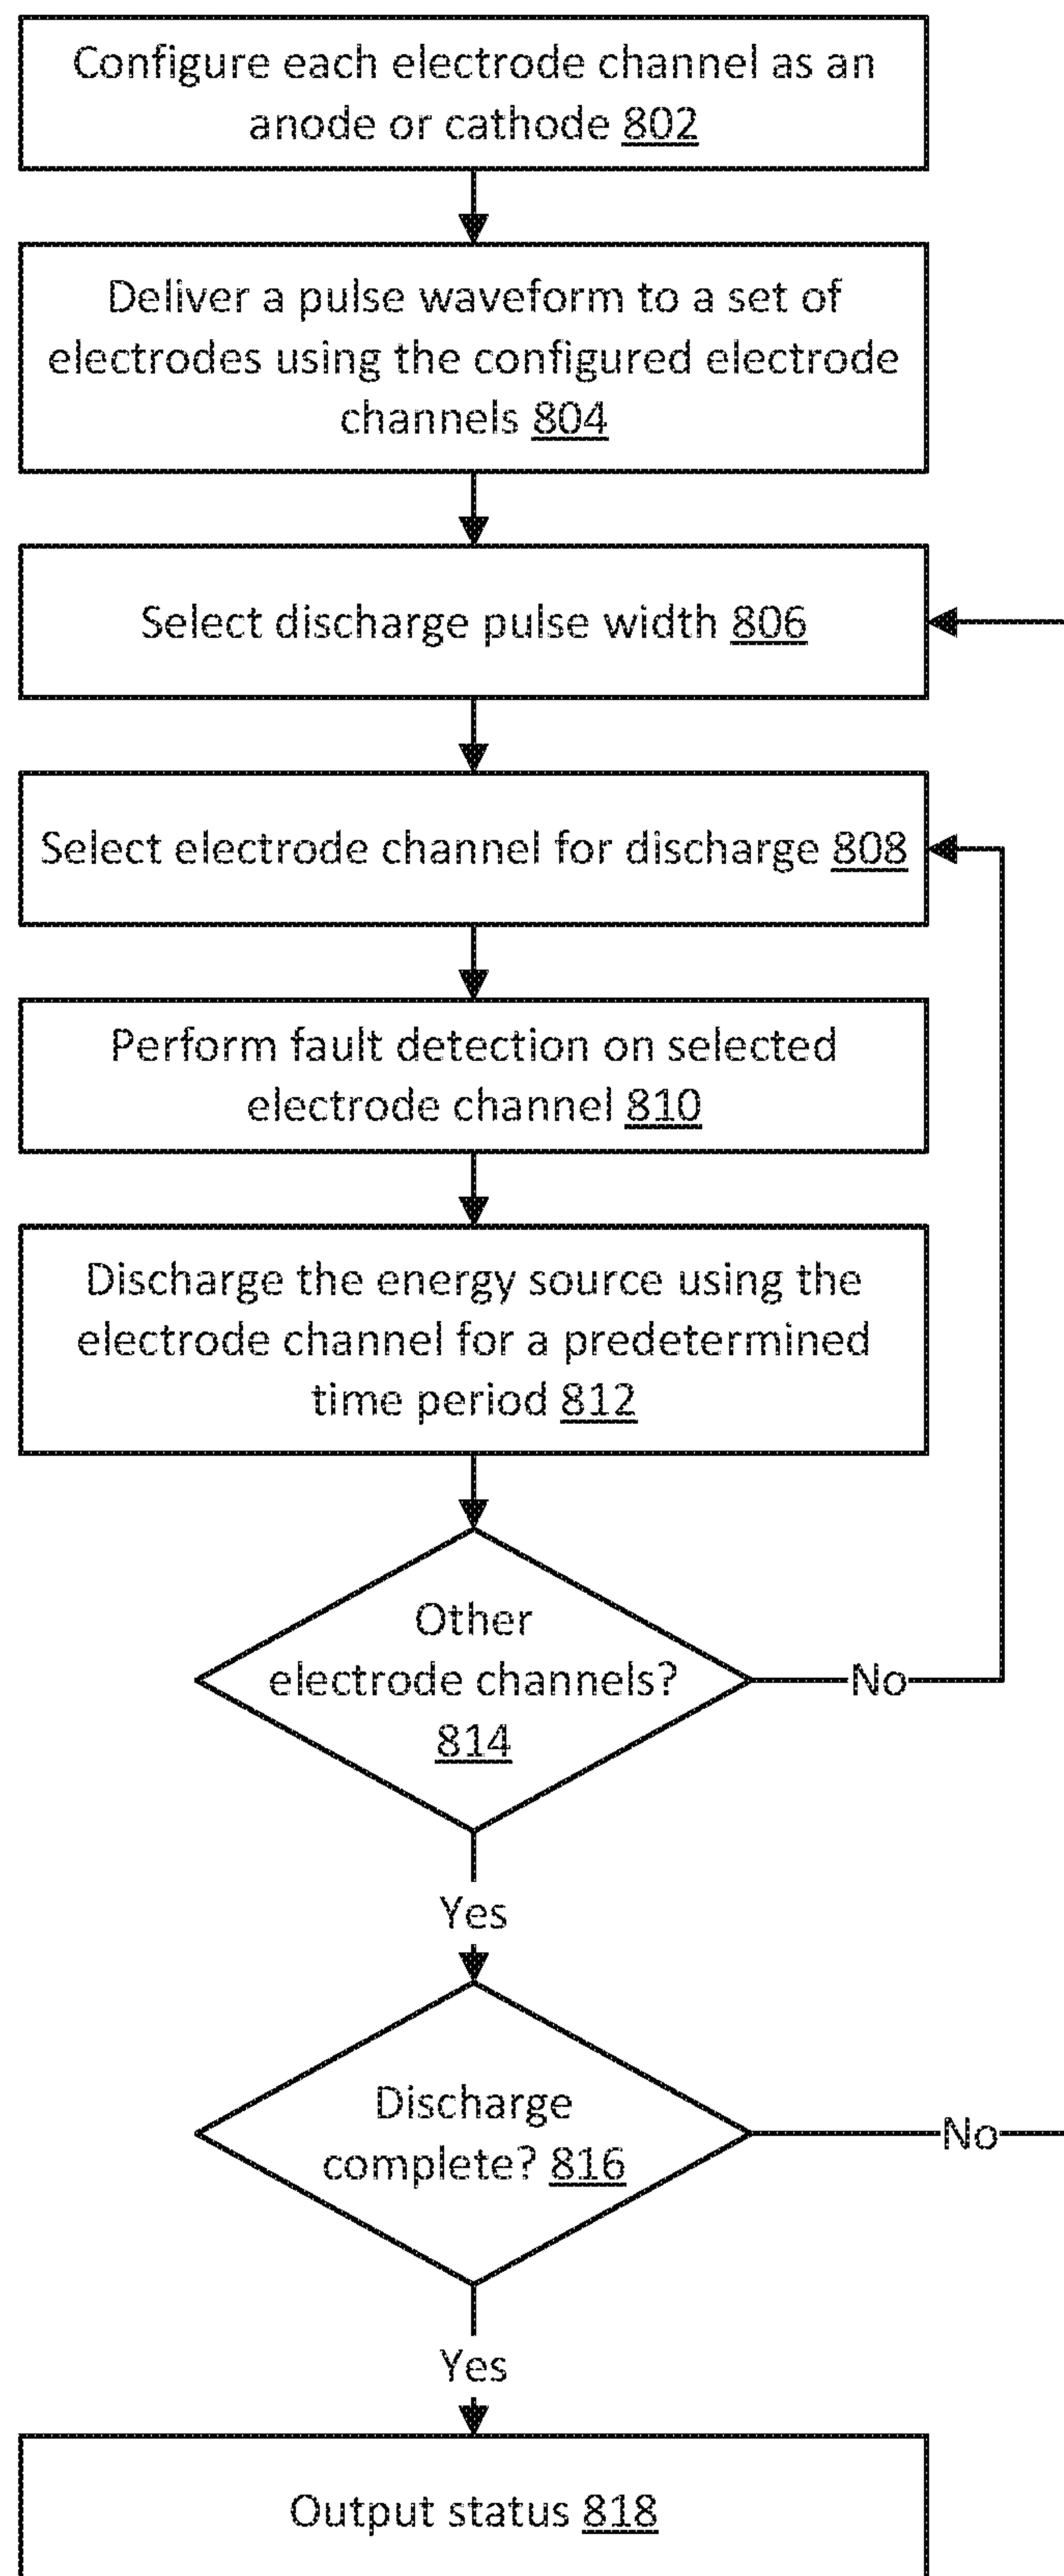 Configure each electrode channel as an
anode or cathode 802
Deliver a pulse waveform to a set of
electrodes using the configured electrode
channels 804
Select discharge pulse width 806
Select electrode channel for discharge 808
Perform fault detection on selected
electrode channel 810
Discharge the energy source using the
electrode channel for a predetermined
time period 812
Other
electrode channels?
814
No
Yes
Discharge
complete? 816
No
Yes
Output status 818